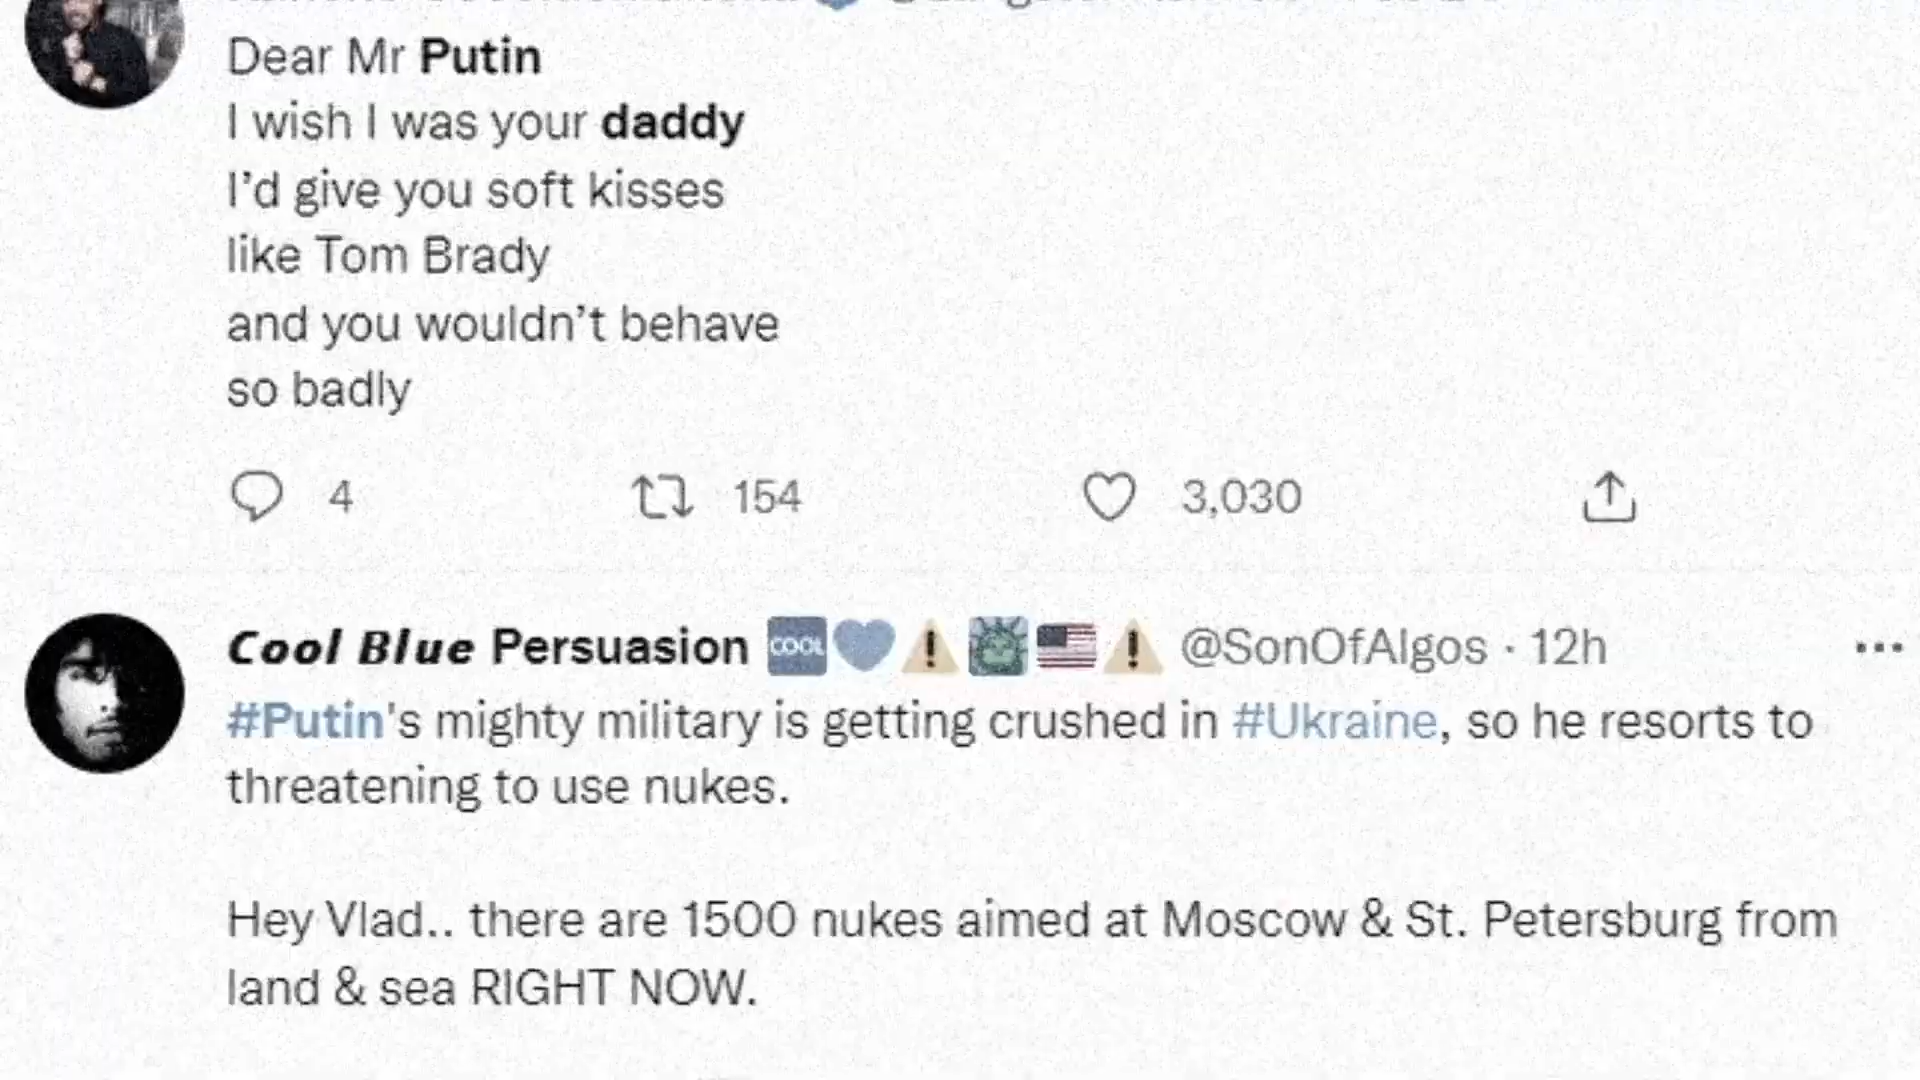 Dear Mr Putin
I wish I was your daddy
I'd give you soft kisses
like Tom Brady
and you wouldn't behave
so badly
4 154 3,030
Cool Blue Persuasion COOL @SonOfAlgos · 12h
#Putin's mighty military is getting crushed in #Ukraine, so he resorts to
threatening to use nukes.
Hey Vlad.. there are 1500 nukes aimed at Moscow & St. Petersburg from
land & sea RIGHT NOW.